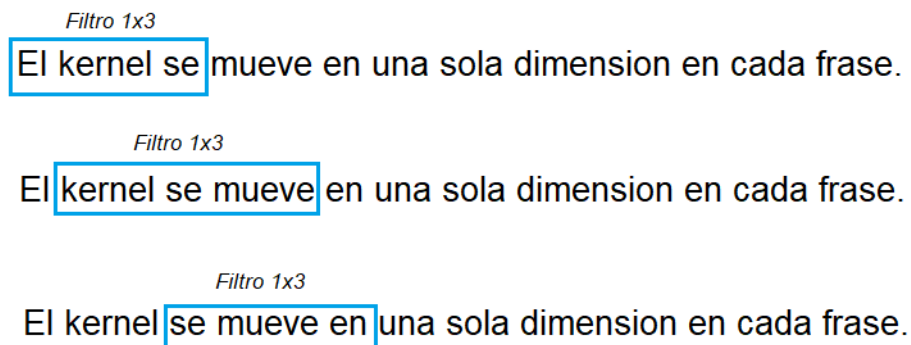 Filtro 1x3
El kernel se mueve en una sola dimension en cada frase.
Filtro 1x3
El kernel se mueve en una sola dimension en cada frase.
Filtro 1x3
El kernel se mueve en una sola dimension en cada frase.